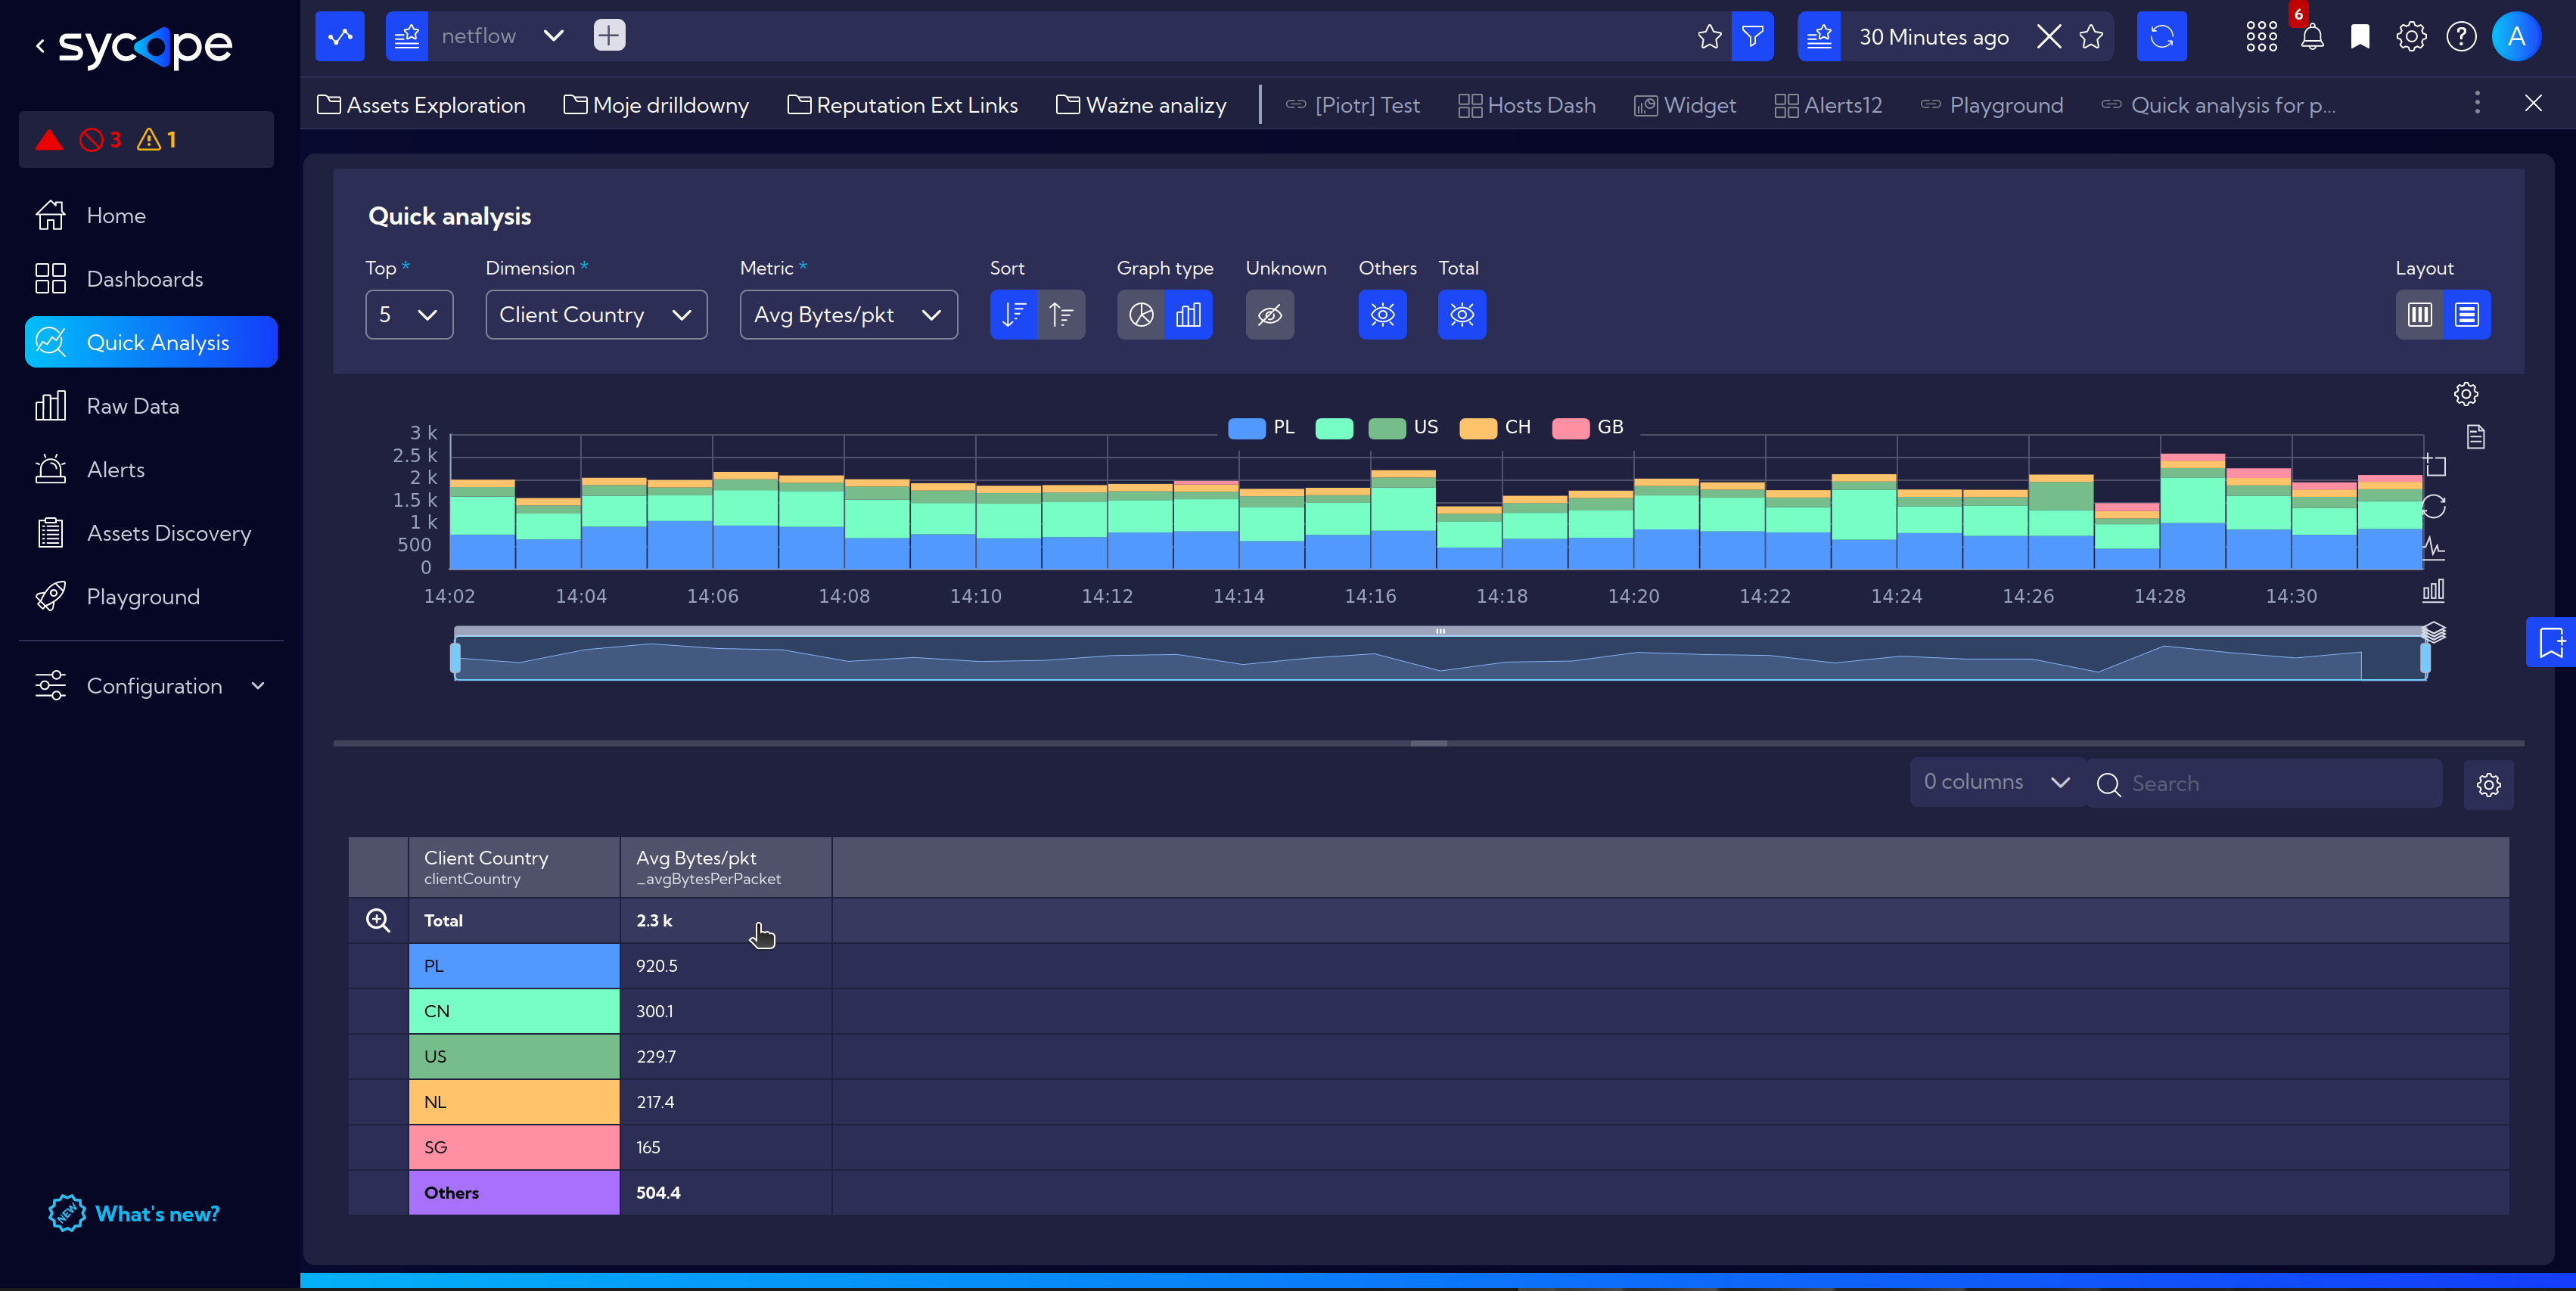 sycope
netflow
30 Minutes ago
6
A
Assets Exploration
Moje drilldowny
Reputation Ext Links
Ważne analizy
[Piotr] Test
Hosts Dash
Widget
Alerts12
Playground
Quick analysis for p...
3
1
Home
Dashboards
Quick Analysis
Raw Data
Alerts
Assets Discovery
Playground
Configuration
NEW
What's new?
Quick analysis
Top *
Dimension *
Metric *
Sort
Graph type
Unknown
Others
Total
Layout
5
Client Country
Avg Bytes/pkt
PL
US
CH
GB
3 k
2.5 k
2 k
1.5 k
1 k
500
0
14:02 14:04 14:06 14:08 14:10 14:12 14:14 14:16 14:18 14:20 14:22 14:24 14:26 14:28 14:30
0 columns
Search
Client Country Avg Bytes/pkt
clientCountry _avgBytesPerPacket
Total 2.3 k
PL 920.5
CN 300.1
US 229.7
NL 217.4
SG 165
Others 504.4